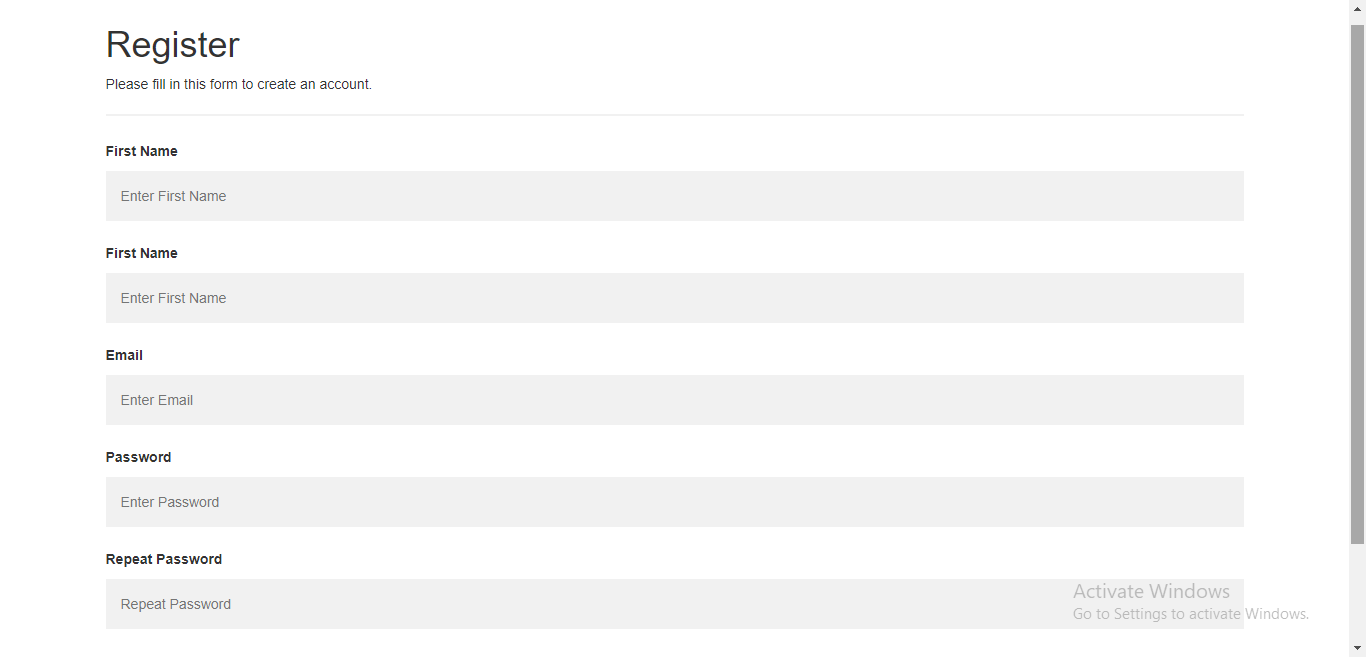 Register
Please fill in this form to create an account.
First Name
Enter First Name
First Name
Enter First Name
Email
Enter Email
Password
Enter Password
Repeat Password
Repeat Password
Activate Windows
Go to Settings to activate Windows.